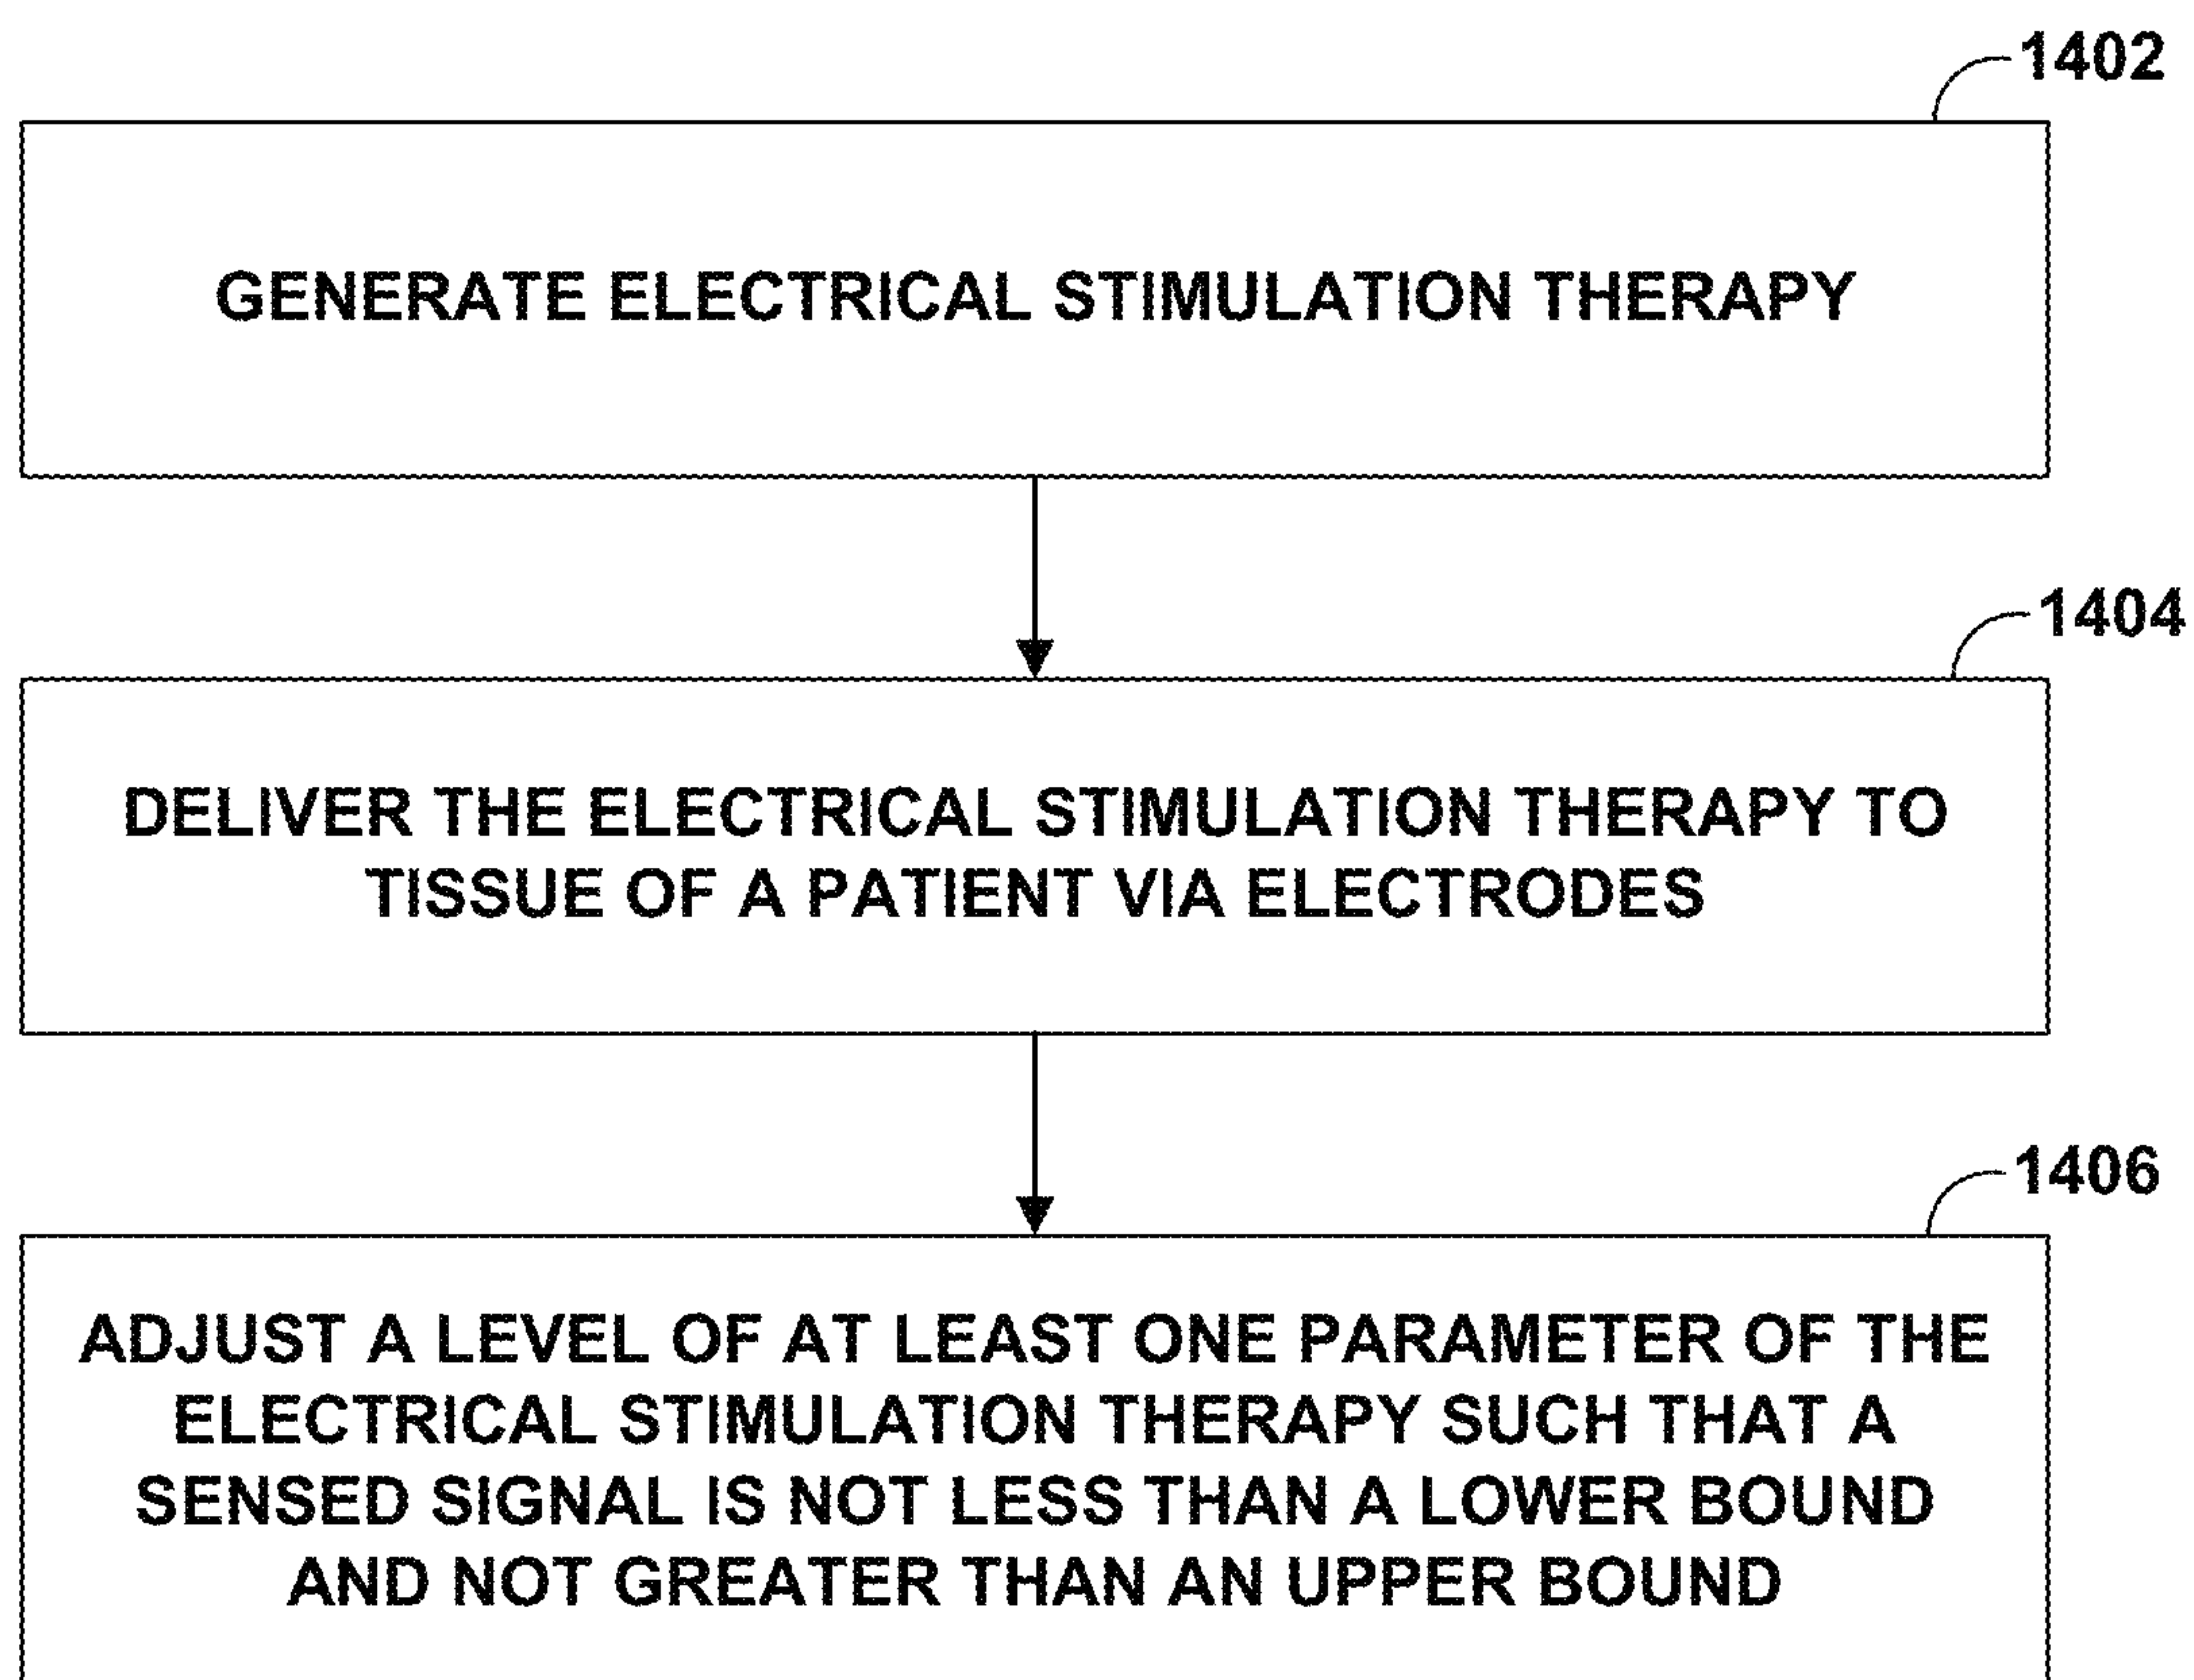 1402
GENERATE ELECTRICAL STIMULATION THERAPY
1404
DELIVER THE ELECTRICAL STIMULATION THERAPY TO
TISSUE OF A PATIENT VIA ELECTRODES
1406
ADJUST A LEVEL OF AT LEAST ONE PARAMETER OF THE
ELECTRICAL STIMULATION THERAPY SUCH THAT A
SENSED SIGNAL IS NOT LESS THAN A LOWER BOUND
AND NOT GREATER THAN AN UPPER BOUND